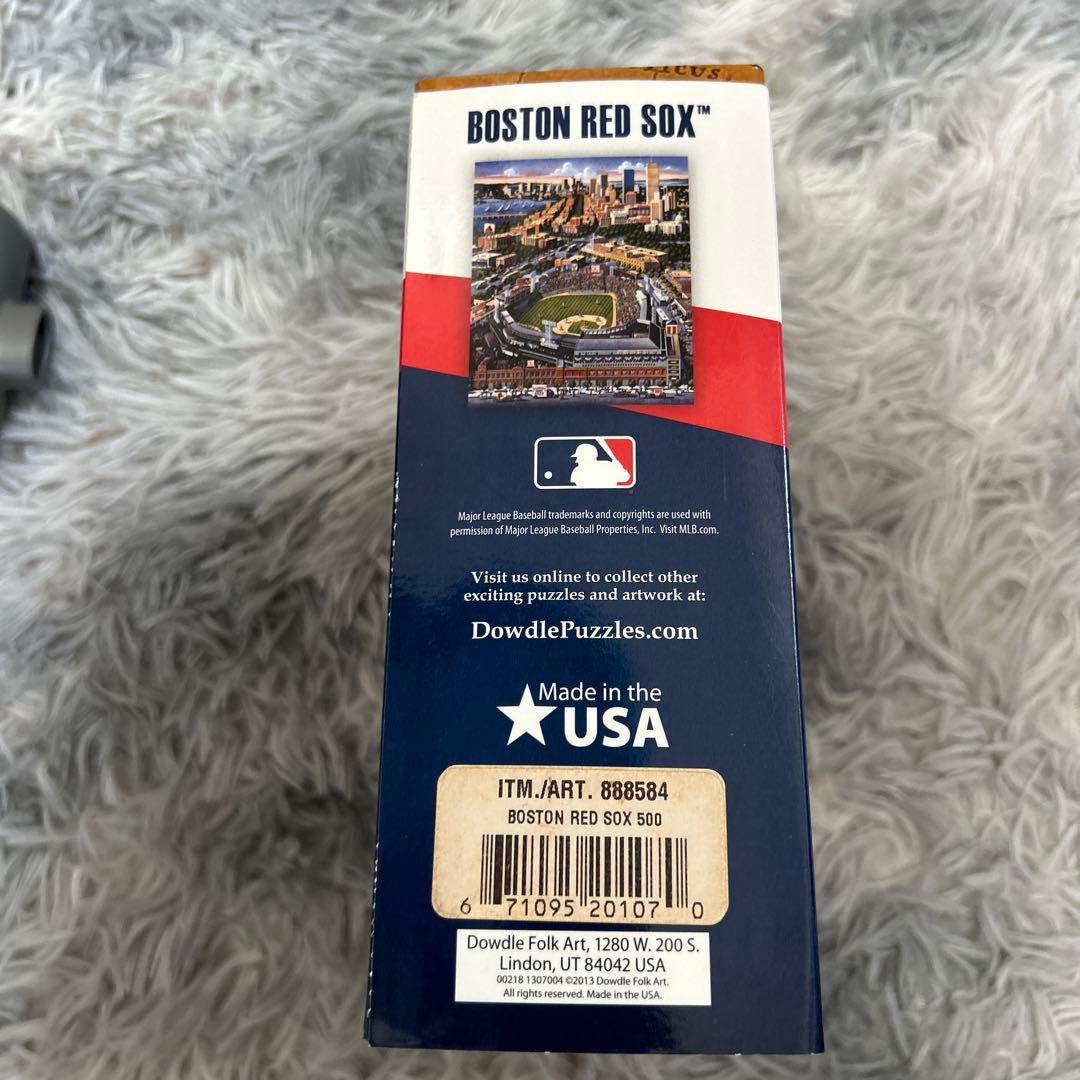 BOSTON RED SOX™
Major League Baseball trademarks and copyrights are used with
permission of Major League Baseball Properties, Inc. Visit MLB.com.
Visit us online to collect other
exciting puzzles and artwork at:
DowdlePuzzles.com
Made in the
USA
ITM./ART. 888584
BOSTON RED SOX 500
6 71095 20107 0
Dowdle Folk Art, 1280 W. 200 S.
Lindon, UT 84042 USA
00218 1307004 ©2013 Dowdle Folk Art.
All rights reserved. Made in the USA.